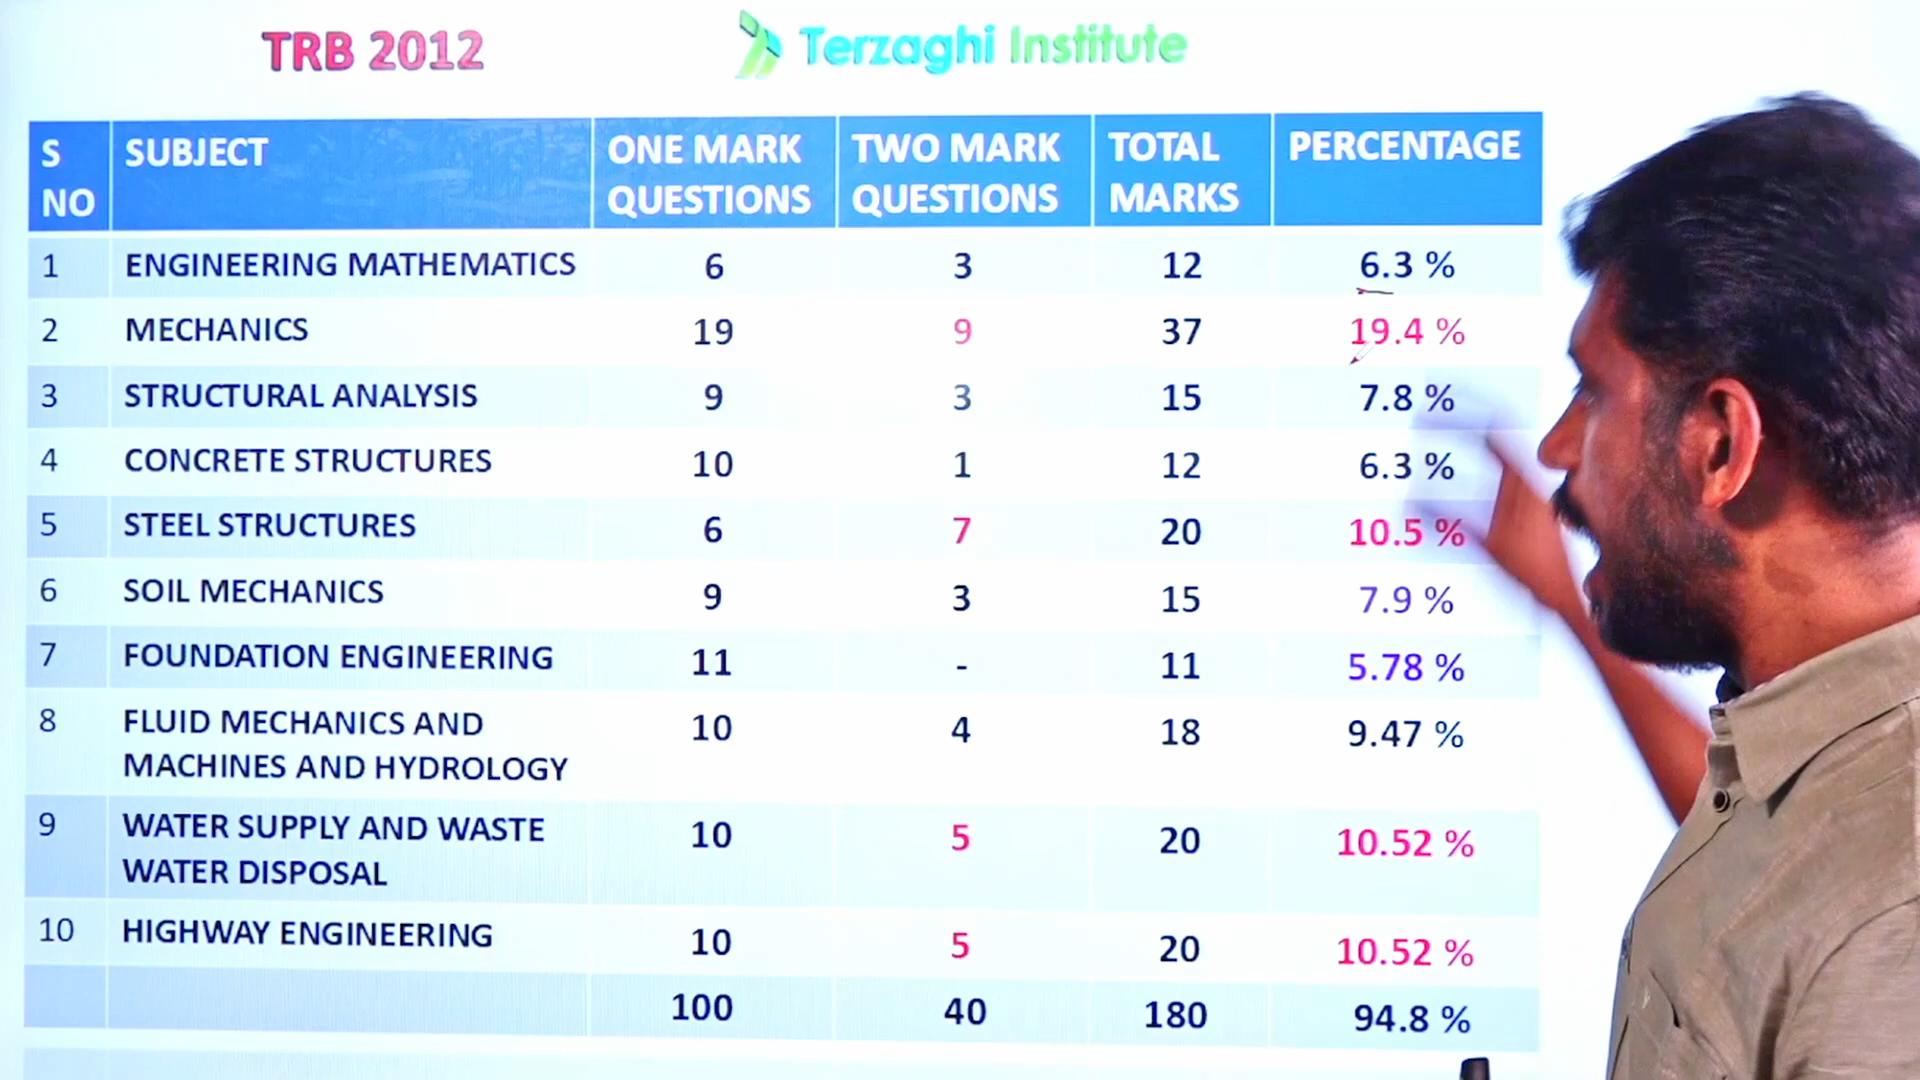 TRB 2012
Terzaghi Institute
S NO SUBJECT ONE MARK QUESTIONS TWO MARK QUESTIONS TOTAL MARKS PERCENTAGE
1 ENGINEERING MATHEMATICS 6 3 12 6.3 %
2 MECHANICS 19 9 37 19.4 %
3 STRUCTURAL ANALYSIS 9 3 15 7.8 %
4 CONCRETE STRUCTURES 10 1 12 6.3 %
5 STEEL STRUCTURES 6 7 20 10.5 %
6 SOIL MECHANICS 9 3 15 7.9 %
7 FOUNDATION ENGINEERING 11 - 11 5.78 %
8 FLUID MECHANICS AND MACHINES AND HYDROLOGY 10 4 18 9.47 %
9 WATER SUPPLY AND WASTE WATER DISPOSAL 10 5 20 10.52 %
10 HIGHWAY ENGINEERING 10 5 20 10.52 %
100 40 180 94.8 %